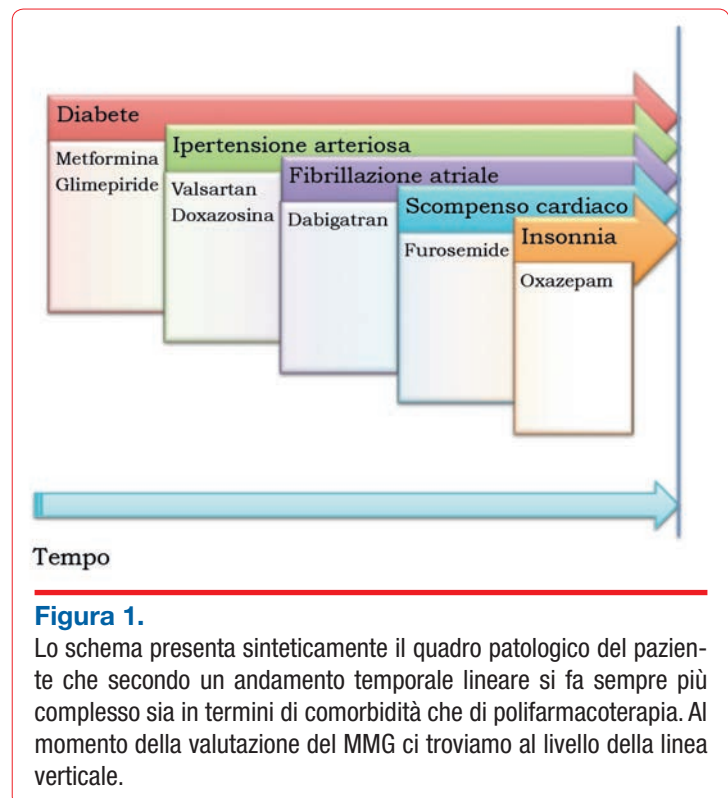 Diabete
Metformina
Glimepiride
Ipertensione arteriosa
Valsartan
Doxazosina
Fibrillazione atriale
Dabigatran
Scompenso cardiaco
Furosemide
Insonnia
Oxazepam
Tempo
Figura 1.
Lo schema presenta sinteticamente il quadro patologico del pazien-
te che secondo un andamento temporale lineare si fa sempre più
complesso sia in termini di comorbidità che di polifarmacoterapia. Al
momento della valutazione del MMG ci troviamo al livello della linea
verticale.